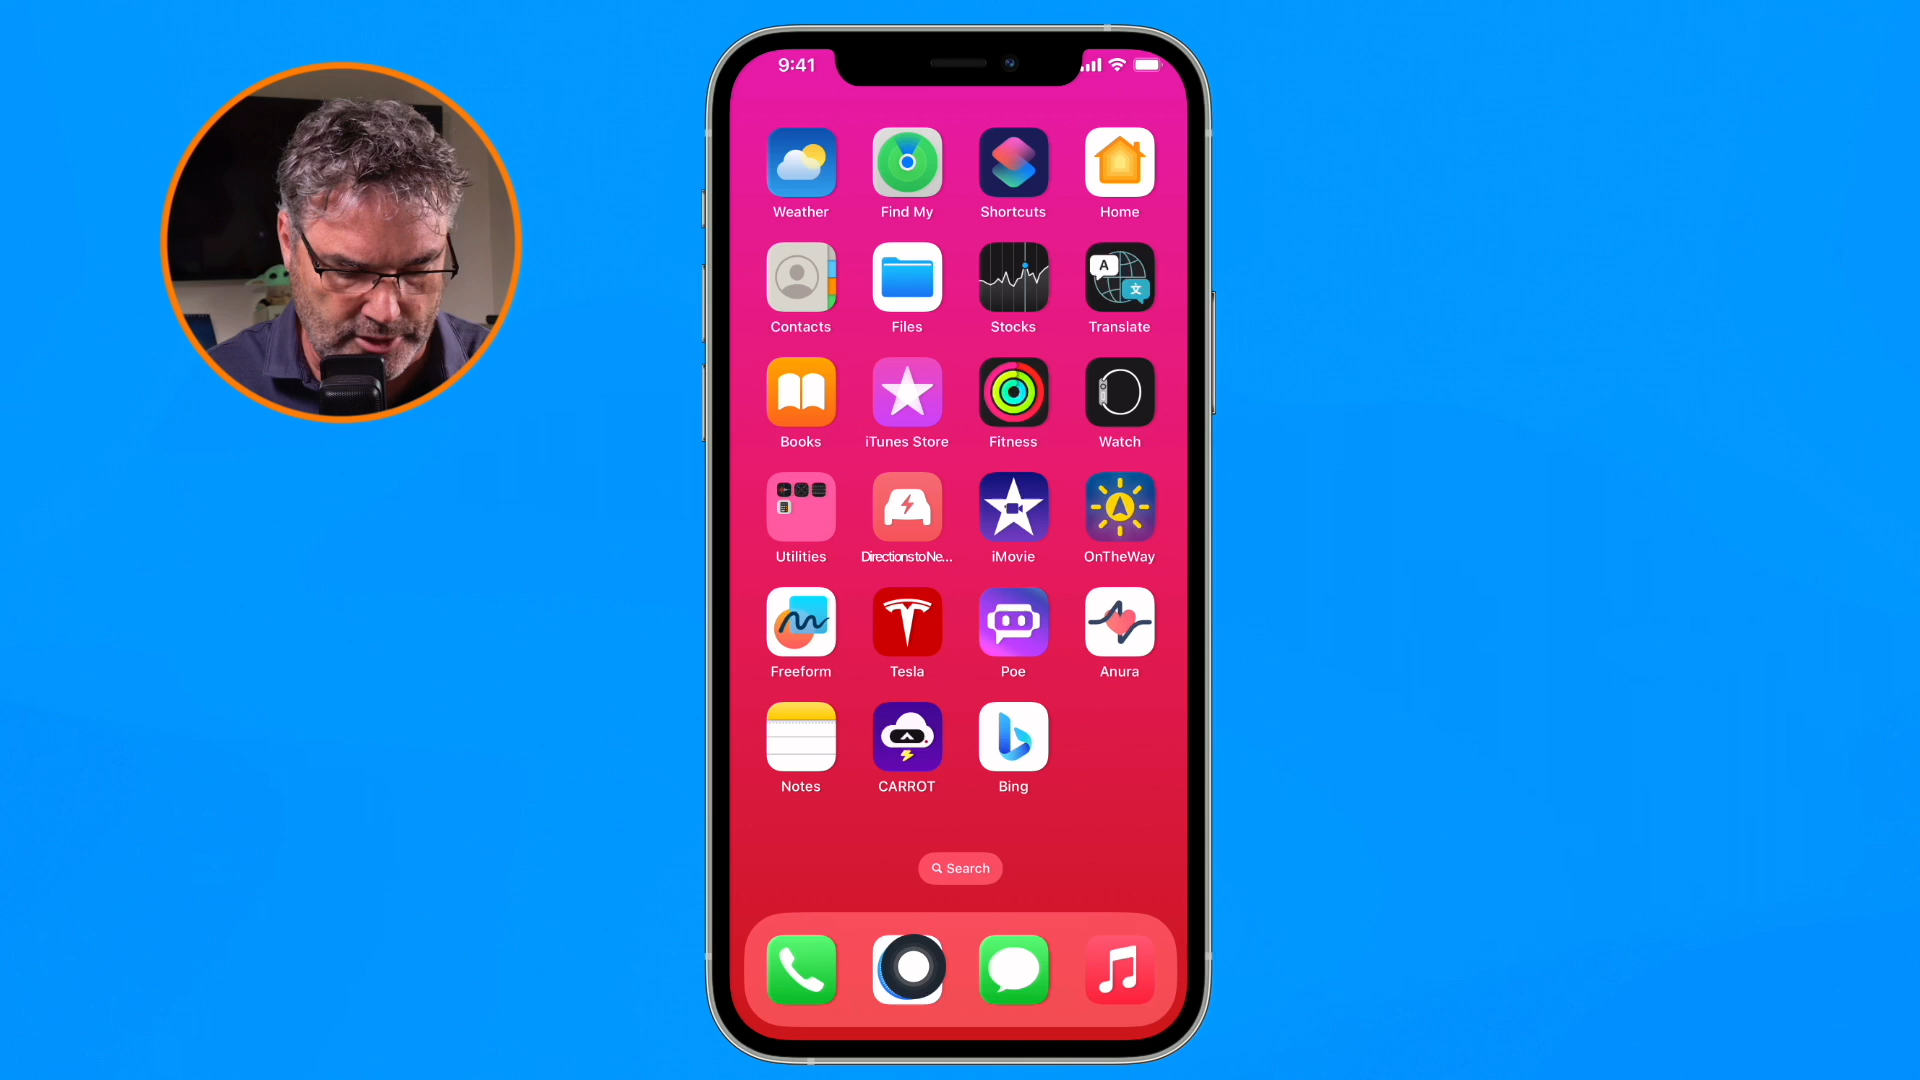 9:41
Weather
Find My
Shortcuts
Home
A
文
Contacts
Files
Stocks
Translate
Books
iTunes Store
Fitness
Watch
Utilities
DirectionstoNe...
iMovie
OnTheWay
Freeform
Tesla
Poe
Anura
Notes
CARROT
Bing
Search